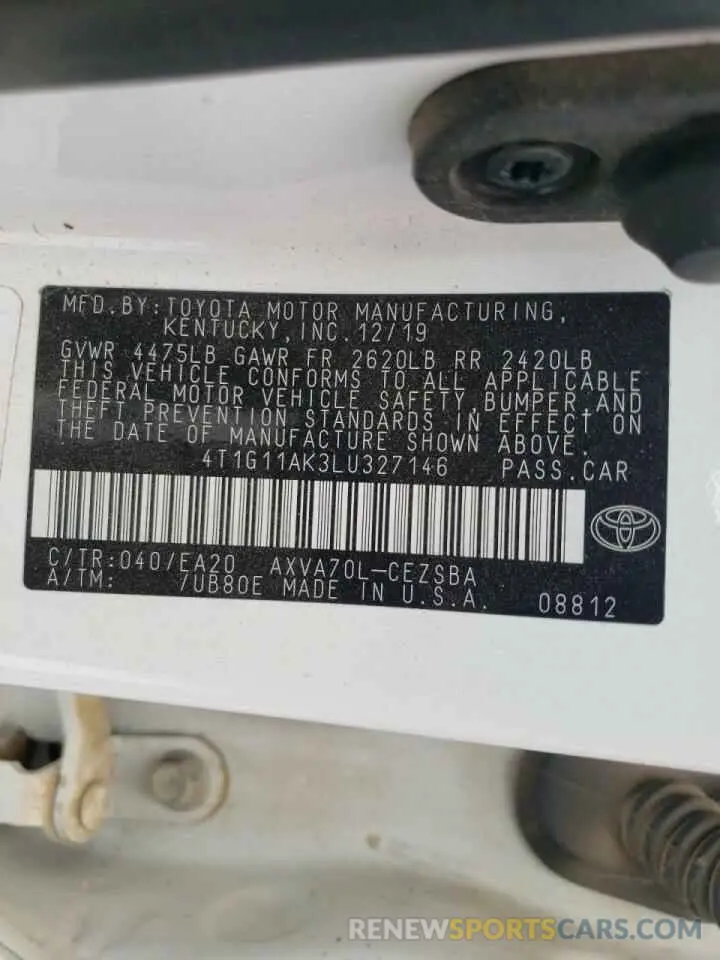 MFD.BY:TOYOTA MOTOR MANUFACTURING,
KENTUCKY,INC.12/19
GVWR 4475LB GAWR FR 2620LB RR 2420LB
THIS VEHICLE CONFORMS TO ALL APPLICABLE
FEDERAL MOTOR VEHICLE SAFETY,BUMPER,AND
THEFT PREVENTION STANDARDS IN EFFECT ON
THE DATE OF MANUFACTURE SHOWN ABOVE.
4T1G11AK3LU327146 PASS.CAR
C/TR:040/EA20 AXVA70L-CEZSBA
A/TM: 7UB80E MADE IN U.S.A. 08812
RENEWSPORTSCARS.COM